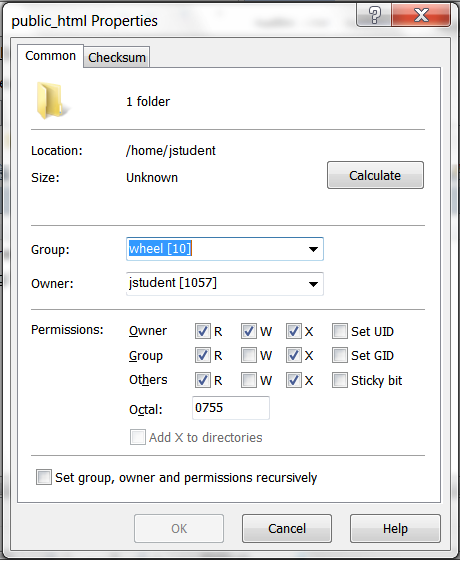 public_html Properties
Common Checksum
1 folder
Location: /home/jstudent
Size: Unknown Calculate
Group: wheel [10]
Owner: jstudent [1057]
Permissions: Owner R W X Set UID
Group R W X Set GID
Others R W X Sticky bit
Octal: 0755
Add X to directories
Set group, owner and permissions recursively
OK Cancel Help